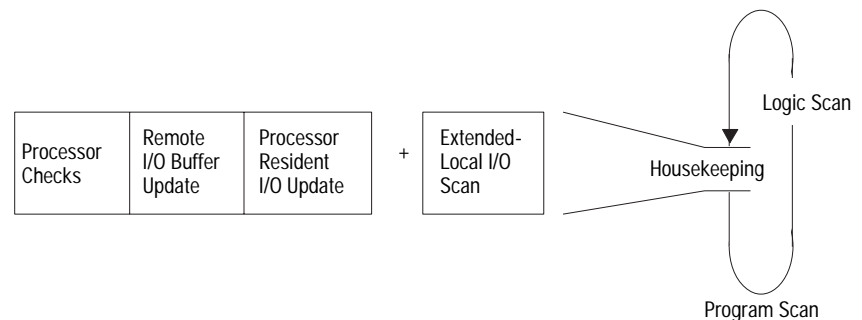 Processor
Checks
Remote
I/O Buffer
Update
Processor
Resident
I/O Update
+
Extended-
Local I/O
Scan
Housekeeping
Logic Scan
Program Scan